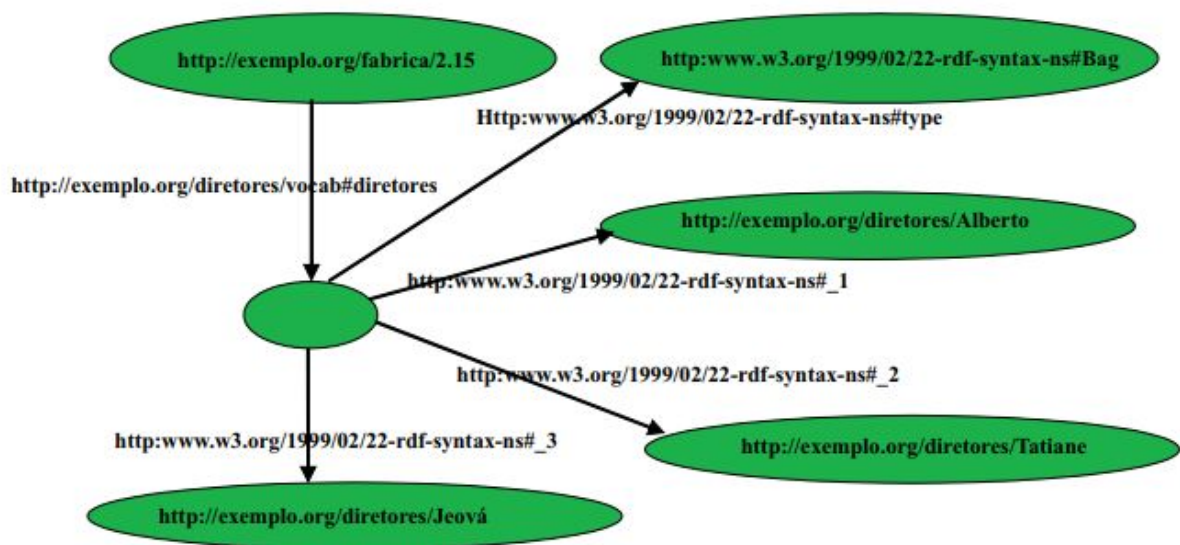 http://exemplo.org/fabrica/2.15
http:www.w3.org/1999/02/22-rdf-syntax-ns#Bag
Http:www.w3.org/1999/02/22-rdf-syntax-ns#type
http://exemplo.org/diretores/vocab#diretores
http://exemplo.org/diretores/Alberto
http:www.w3.org/1999/02/22-rdf-syntax-ns#_1
http:www.w3.org/1999/02/22-rdf-syntax-ns#_2
http:www.w3.org/1999/02/22-rdf-syntax-ns#_3
http://exemplo.org/diretores/Tatiane
http://exemplo.org/diretores/Jeová